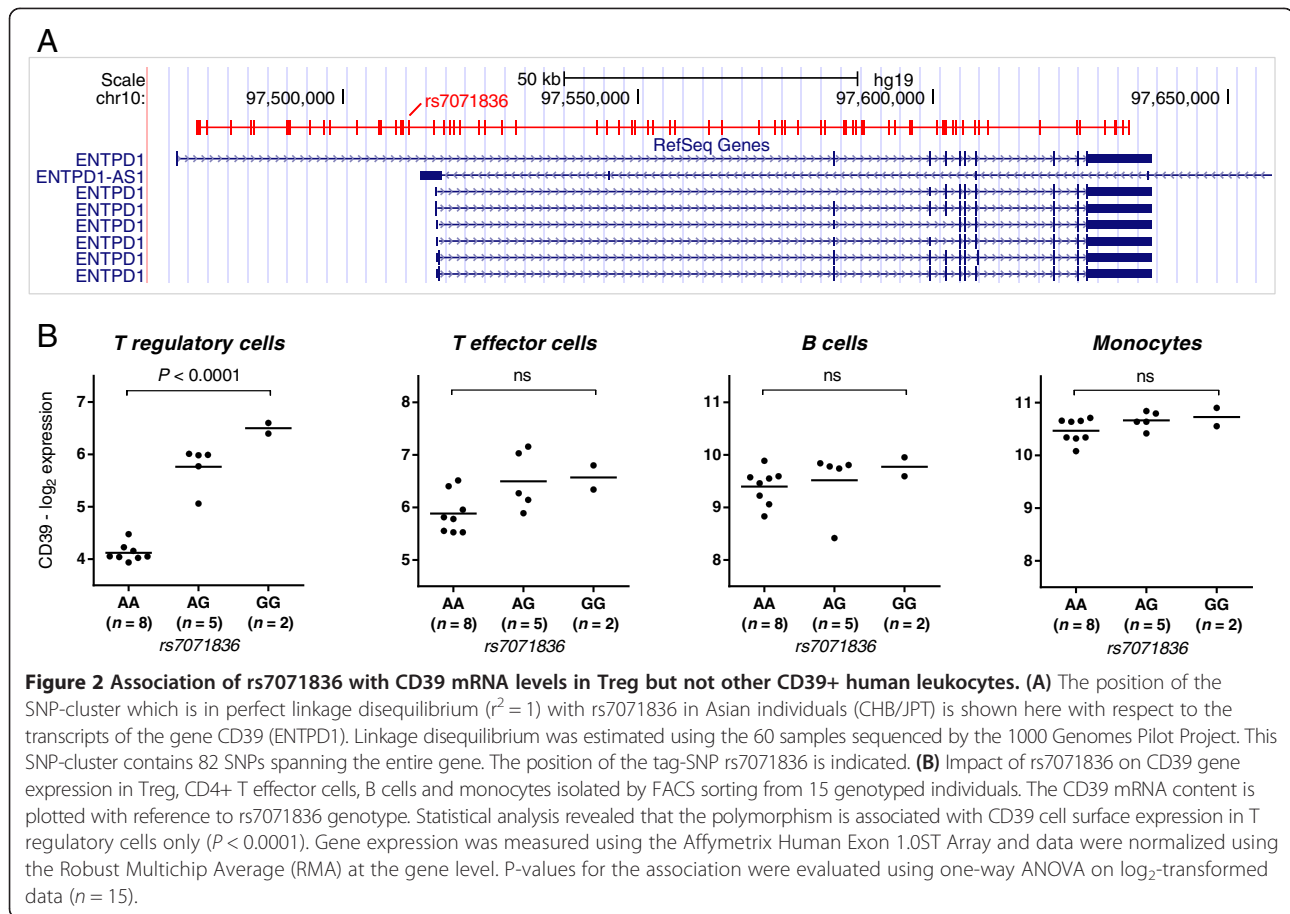 A
Scale
50 kb
hg19
chr10:
97,500,000
97,550,000
97,600,000
97,650,000
rs7071836
RefSeq Genes
ENTPD1
ENTPD1-AS1
ENTPD1
ENTPD1
ENTPD1
ENTPD1
ENTPD1
ENTPD1
B
T regulatory cells
T effector cells
B cells
Monocytes
P < 0.0001
ns
ns
ns
CD39 - log₂ expression
7
6
5
4
8
7
6
5
11
10
9
8
11
10
9
8
AA AG GG
(n = 8) (n = 5) (n = 2)
rs7071836
AA AG GG
(n = 8) (n = 5) (n = 2)
rs7071836
AA AG GG
(n = 8) (n = 5) (n = 2)
rs7071836
AA AG GG
(n = 8) (n = 5) (n = 2)
rs7071836
Figure 2 Association of rs7071836 with CD39 mRNA levels in Treg but not other CD39+ human leukocytes. (A) The position of the
SNP-cluster which is in perfect linkage disequilibrium (r² = 1) with rs7071836 in Asian individuals (CHB/JPT) is shown here with respect to the
transcripts of the gene CD39 (ENTPD1). Linkage disequilibrium was estimated using the 60 samples sequenced by the 1000 Genomes Pilot Project. This
SNP-cluster contains 82 SNPs spanning the entire gene. The position of the tag-SNP rs7071836 is indicated. (B) Impact of rs7071836 on CD39 gene
expression in Treg, CD4+ T effector cells, B cells and monocytes isolated by FACS sorting from 15 genotyped individuals. The CD39 mRNA content is
plotted with reference to rs7071836 genotype. Statistical analysis revealed that the polymorphism is associated with CD39 cell surface expression in T
regulatory cells only (P < 0.0001). Gene expression was measured using the Affymetrix Human Exon 1.0ST Array and data were normalized using
the Robust Multichip Average (RMA) at the gene level. P-values for the association were evaluated using one-way ANOVA on log₂-transformed
data (n = 15).